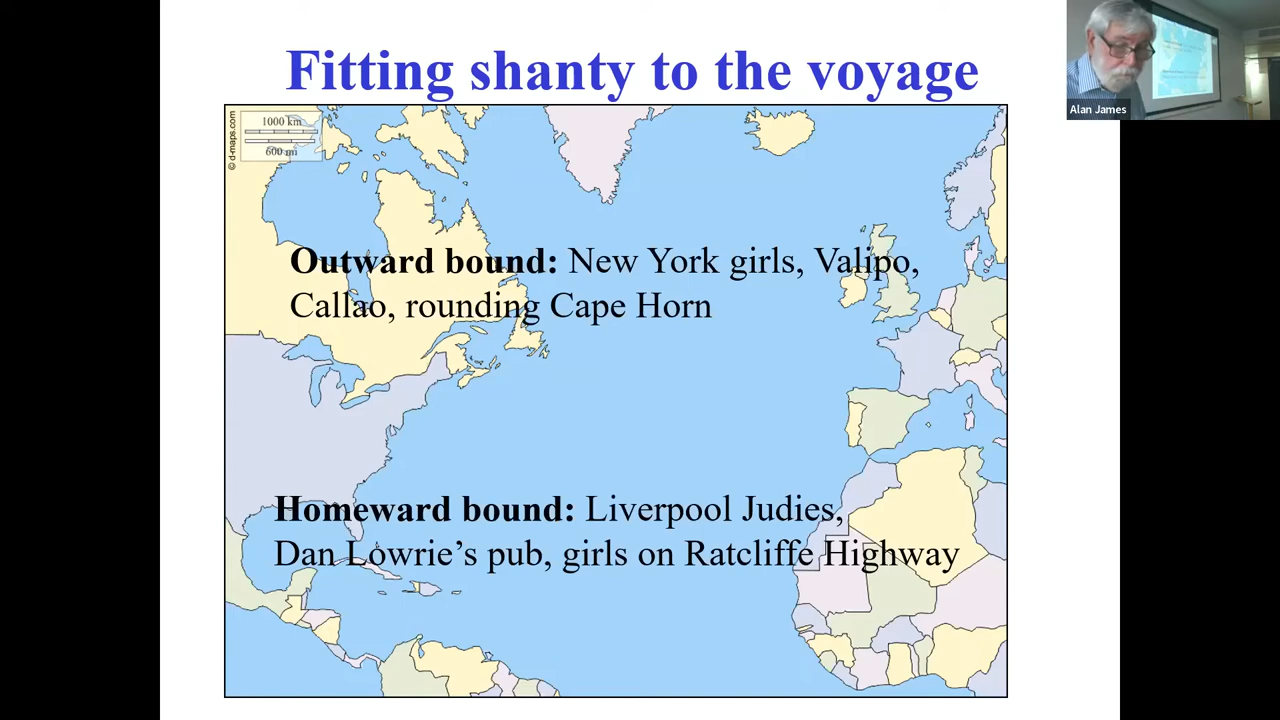 Fitting shanty to the voyage
Alan James
1000 km
600 mi
© d-maps.com
Outward bound: New York girls, Valipo,
Callao, rounding Cape Horn
Homeward bound: Liverpool Judies,
Dan Lowrie’s pub, girls on Ratcliffe Highway